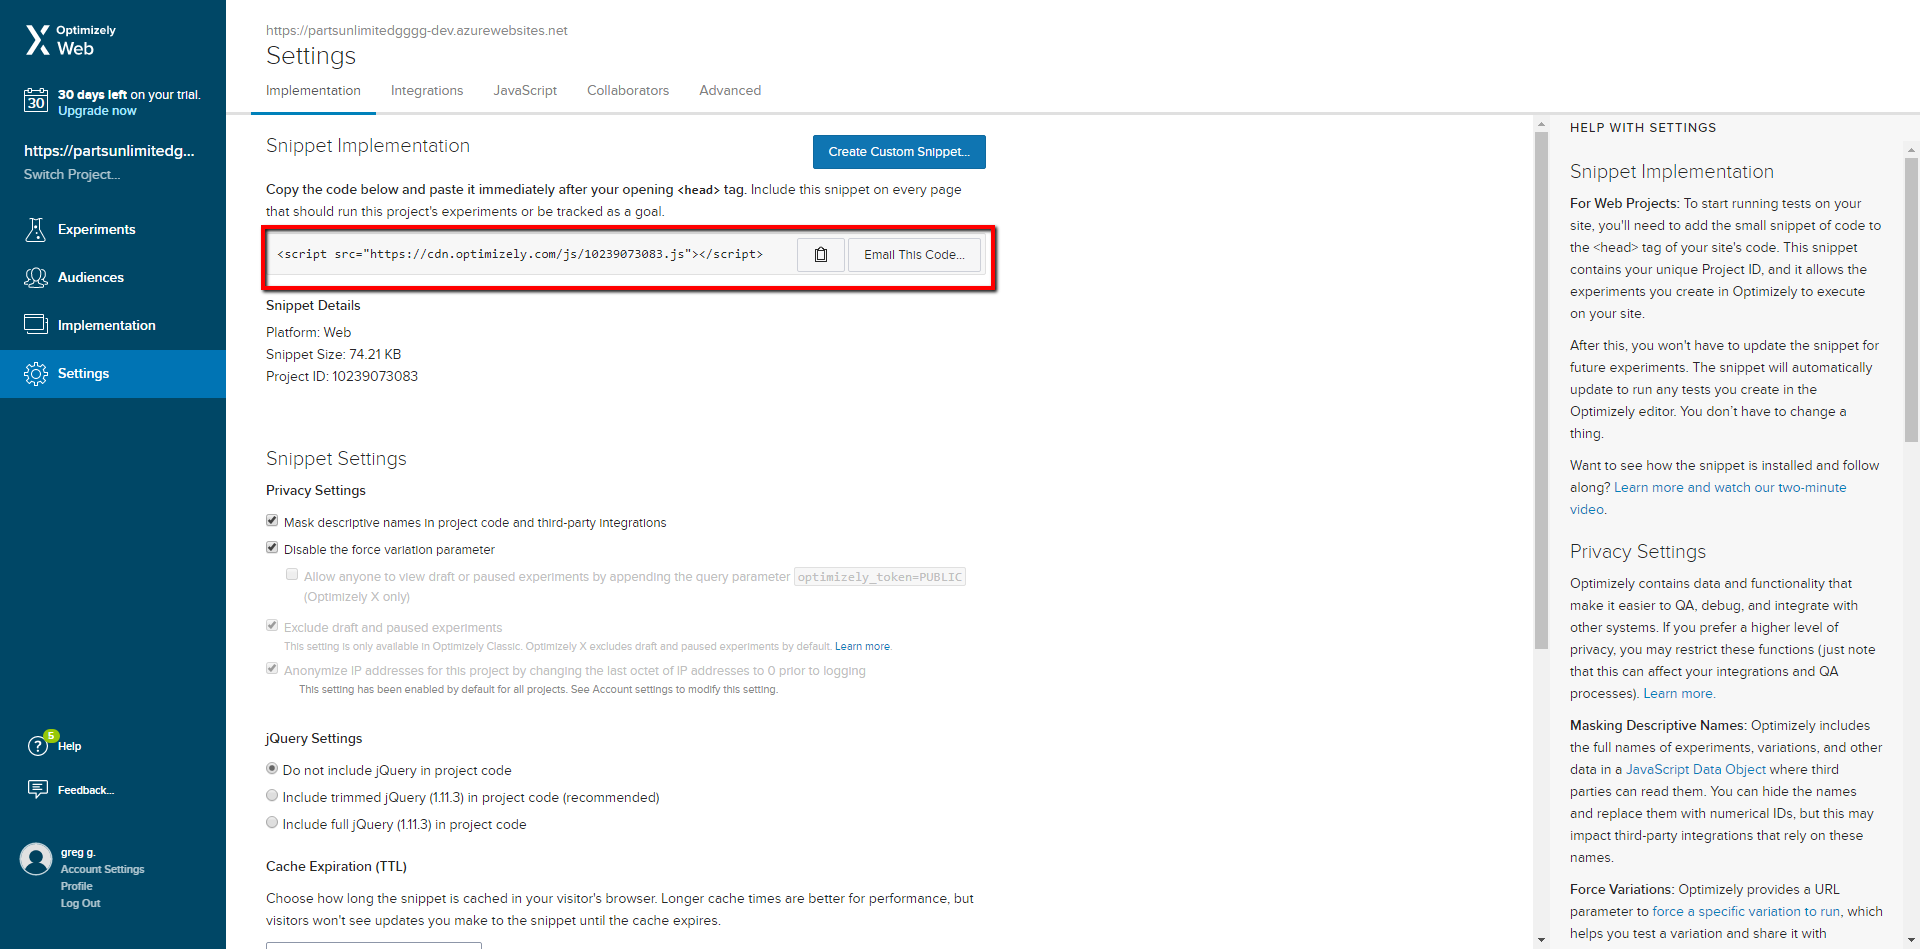 Optimizely
Web
30
30 days left on your trial.
Upgrade now
https://partsunlimitedg...
Switch Project...
Experiments
Audiences
Implementation
Settings
5
?
Help
Feedback...
greg g.
Account Settings
Profile
Log Out
https://partsunlimitedgggg-dev.azurewebsites.net
Settings
Implementation
Integrations
JavaScript
Collaborators
Advanced
Snippet Implementation
Create Custom Snippet...
Copy the code below and paste it immediately after your opening <head> tag. Include this snippet on every page
that should run this project's experiments or be tracked as a goal.
<script src="https://cdn.optimizely.com/js/10239073083.js"></script>
Email This Code...
Snippet Details
Platform: Web
Snippet Size: 74.21 KB
Project ID: 10239073083
Snippet Settings
Privacy Settings
Mask descriptive names in project code and third-party integrations
Disable the force variation parameter
Allow anyone to view draft or paused experiments by appending the query parameter optimizely_token=PUBLIC
(Optimizely X only)
Exclude draft and paused experiments
This setting is only available in Optimizely Classic. Optimizely X excludes draft and paused experiments by default. Learn more.
Anonymize IP addresses for this project by changing the last octet of IP addresses to 0 prior to logging
This setting has been enabled by default for all projects. See Account settings to modify this setting.
jQuery Settings
Do not include jQuery in project code
Include trimmed jQuery (1.11.3) in project code (recommended)
Include full jQuery (1.11.3) in project code
Cache Expiration (TTL)
Choose how long the snippet is cached in your visitor's browser. Longer cache times are better for performance, but
visitors won't see updates you make to the snippet until the cache expires.
HELP WITH SETTINGS
Snippet Implementation
For Web Projects: To start running tests on your
site, you'll need to add the small snippet of code to
the <head> tag of your site's code. This snippet
contains your unique Project ID, and it allows the
experiments you create in Optimizely to execute
on your site.
After this, you won't have to update the snippet for
future experiments. The snippet will automatically
update to run any tests you create in the
Optimizely editor. You don’t have to change a
thing.
Want to see how the snippet is installed and follow
along? Learn more and watch our two-minute
video.
Privacy Settings
Optimizely contains data and functionality that
make it easier to QA, debug, and integrate with
other systems. If you prefer a higher level of
privacy, you may restrict these functions (just note
that this can affect your integrations and QA
processes). Learn more.
Masking Descriptive Names: Optimizely includes
the full names of experiments, variations, and other
data in a JavaScript Data Object where third
parties can read them. You can hide the names
and replace them with numerical IDs, but this may
impact third-party integrations that rely on these
names.
Force Variations: Optimizely provides a URL
parameter to force a specific variation to run, which
helps you test a variation and share it with